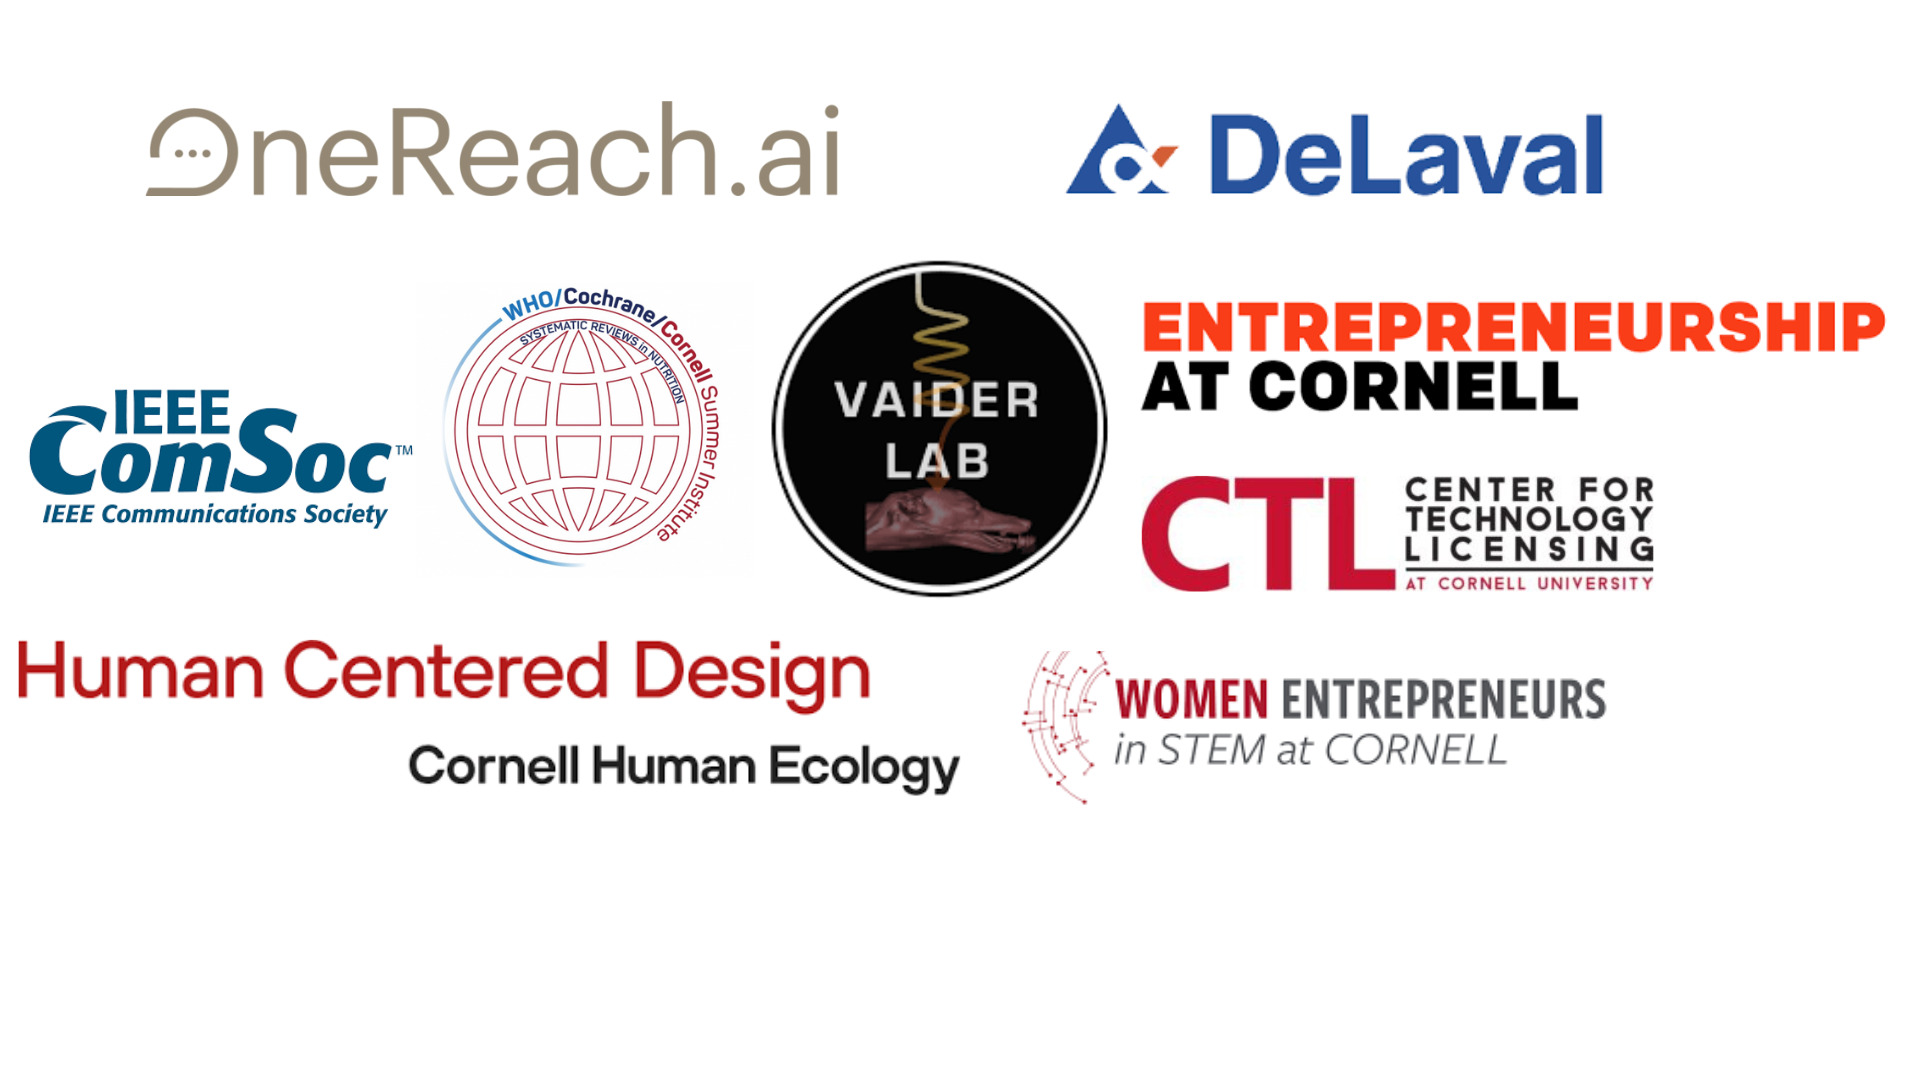 OneReach.ai
DeLaval
IEEE
ComSoc™
IEEE Communications Society
WHO/Cochrane/Cornell Summer Institute
SYSTEMATIC REVIEWS in NUTRITION
VAIDER
LAB
ENTREPRENEURSHIP
AT CORNELL
CTL
CENTER FOR
TECHNOLOGY
LICENSING
AT CORNELL UNIVERSITY
Human Centered Design
Cornell Human Ecology
WOMEN ENTREPRENEURS
in STEM at CORNELL